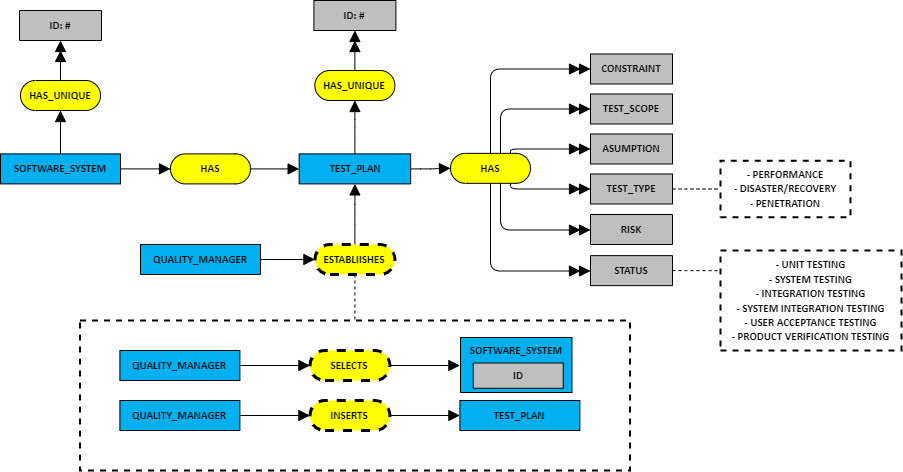 ID: #
ID: #
HAS_UNIQUE
HAS_UNIQUE
CONSTRAINT
TEST_SCOPE
ASUMPTION
SOFTWARE_SYSTEM
HAS
TEST_PLAN
HAS
TEST_TYPE
- PERFORMANCE
- DISASTER/RECOVERY
- PENETRATION
RISK
QUALITY_MANAGER
ESTABLIISHES
STATUS
- UNIT TESTING
- SYSTEM TESTING
- INTEGRATION TESTING
- SYSTEM INTEGRATION TESTING
- USER ACCEPTANCE TESTING
- PRODUCT VERIFICATION TESTING
QUALITY_MANAGER
SELECTS
SOFTWARE_SYSTEM
ID
QUALITY_MANAGER
INSERTS
TEST_PLAN